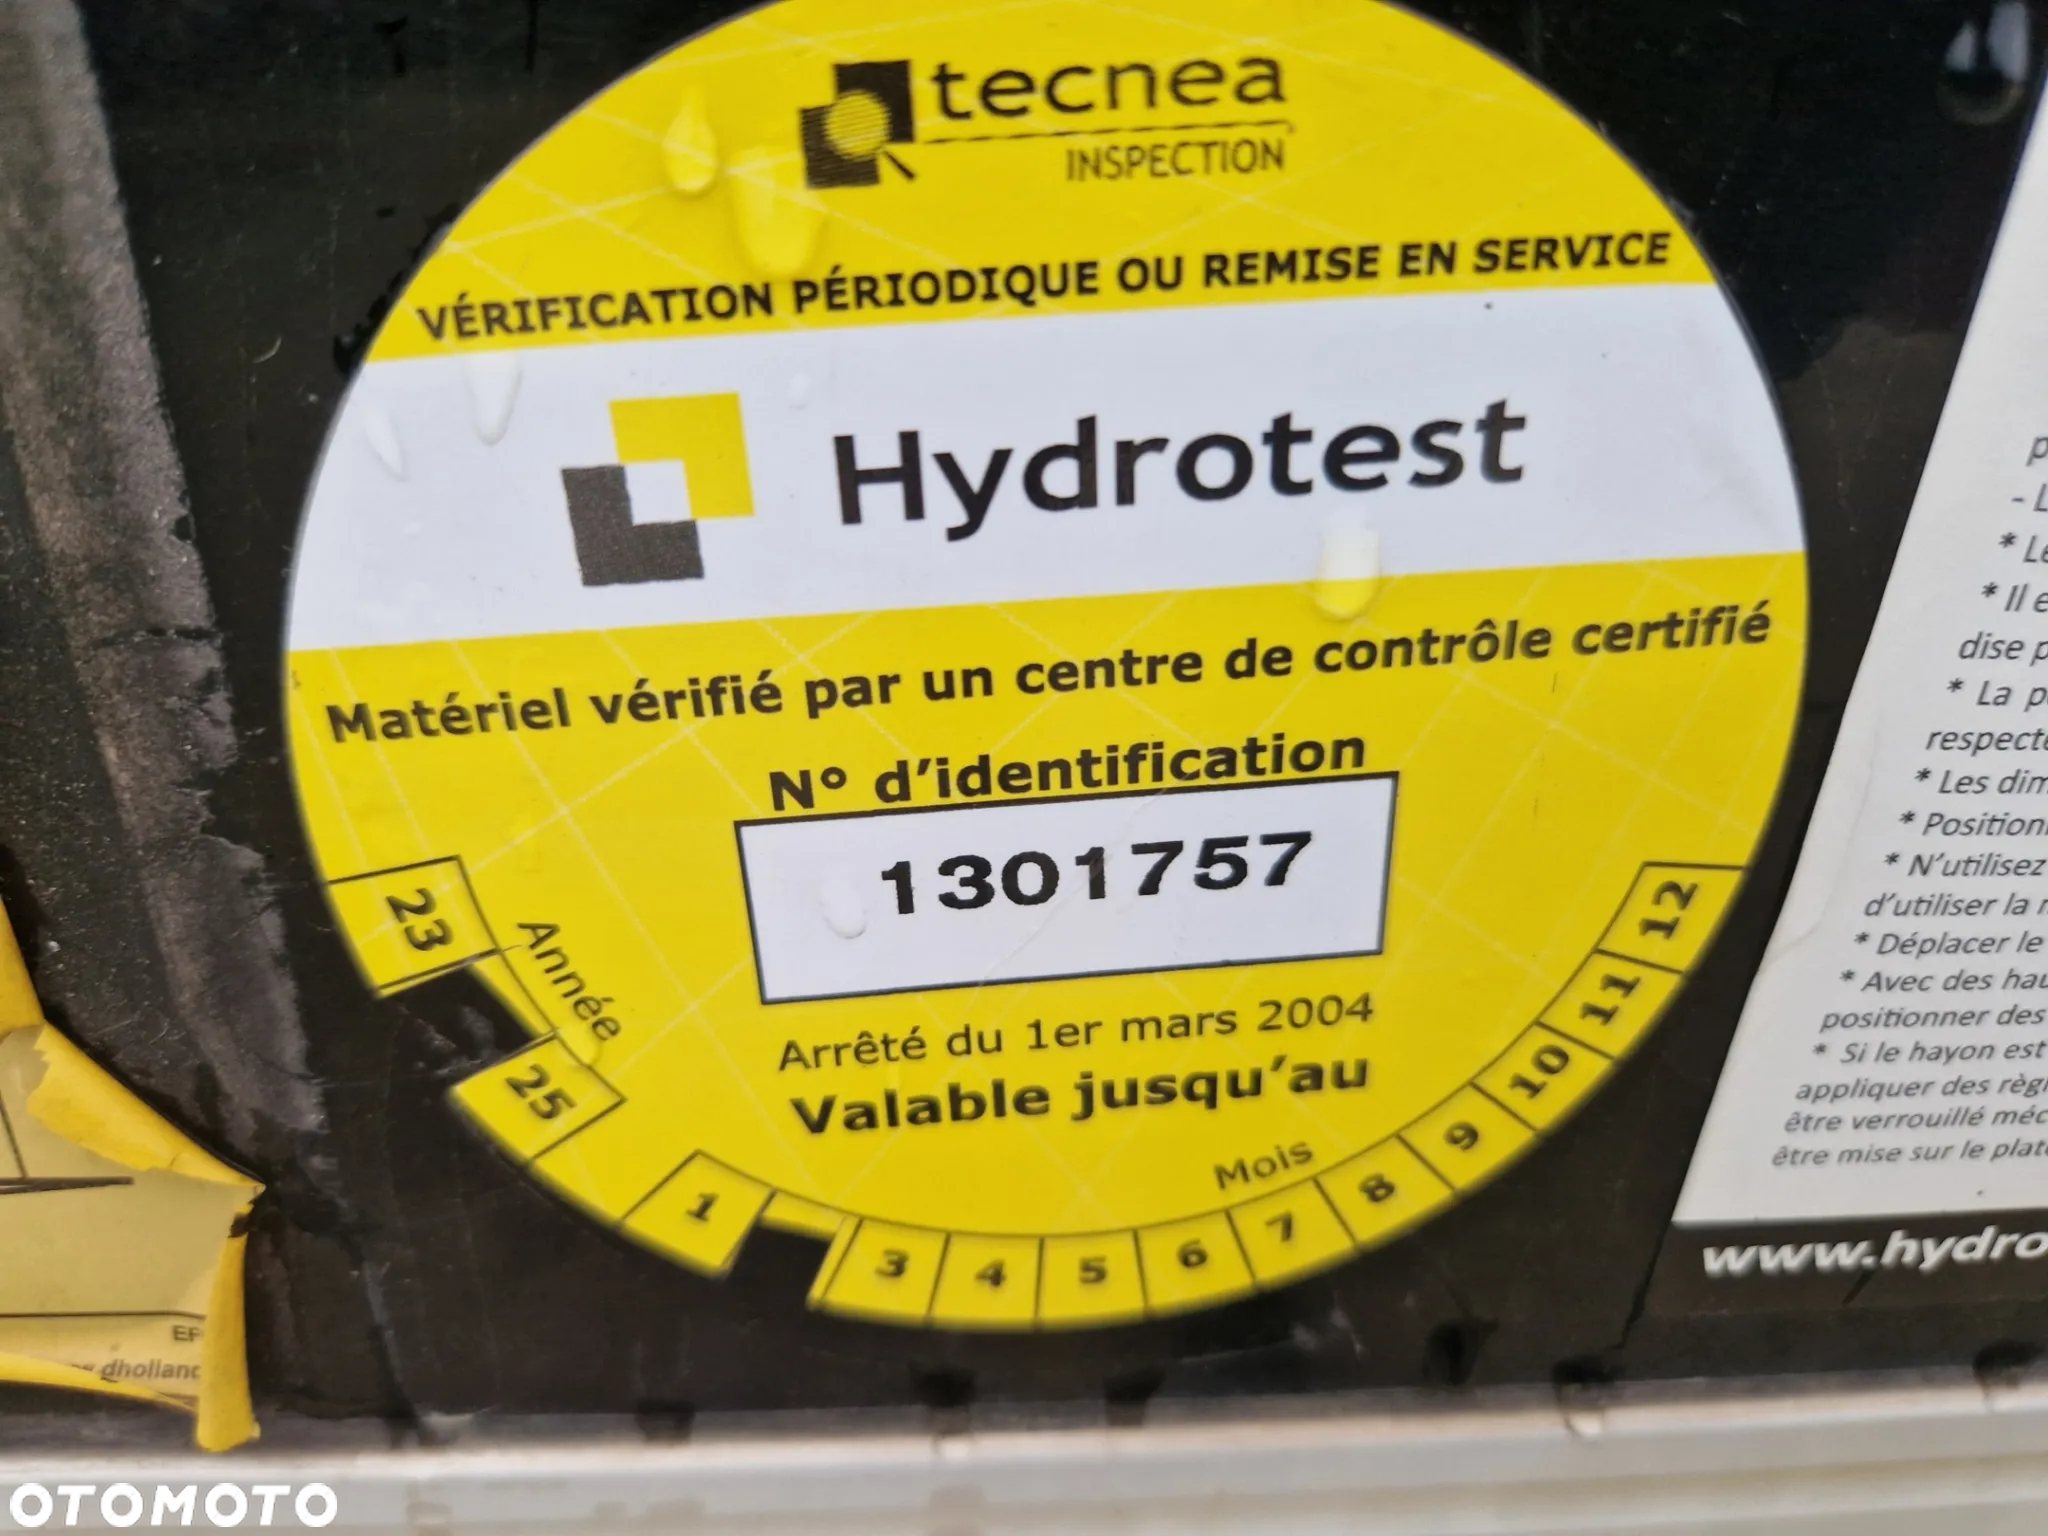 tecnea
INSPECTION
VÉRIFICATION PÉRIODIQUE OU REMISE EN SERVICE
Hydrotest
Matériel vérifié par un centre de contrôle certifié
N° d'identification
1301757
Arrêté du 1er mars 2004
Valable jusqu'au
Année
23
25
Mois
1
3
4
5
6
7
8
9
10
11
12
- L
* Le
* Il e
dise p
* La
respecte
* Les dim
* Position
* N'utilisez
d'utiliser la
* Déplacer le
* Avec des hau
positionner des
* Si le hayon est
appliquer des règl
être verrouillé méc
être mise sur le plate
www.hydro
dholland
OTOMOTO